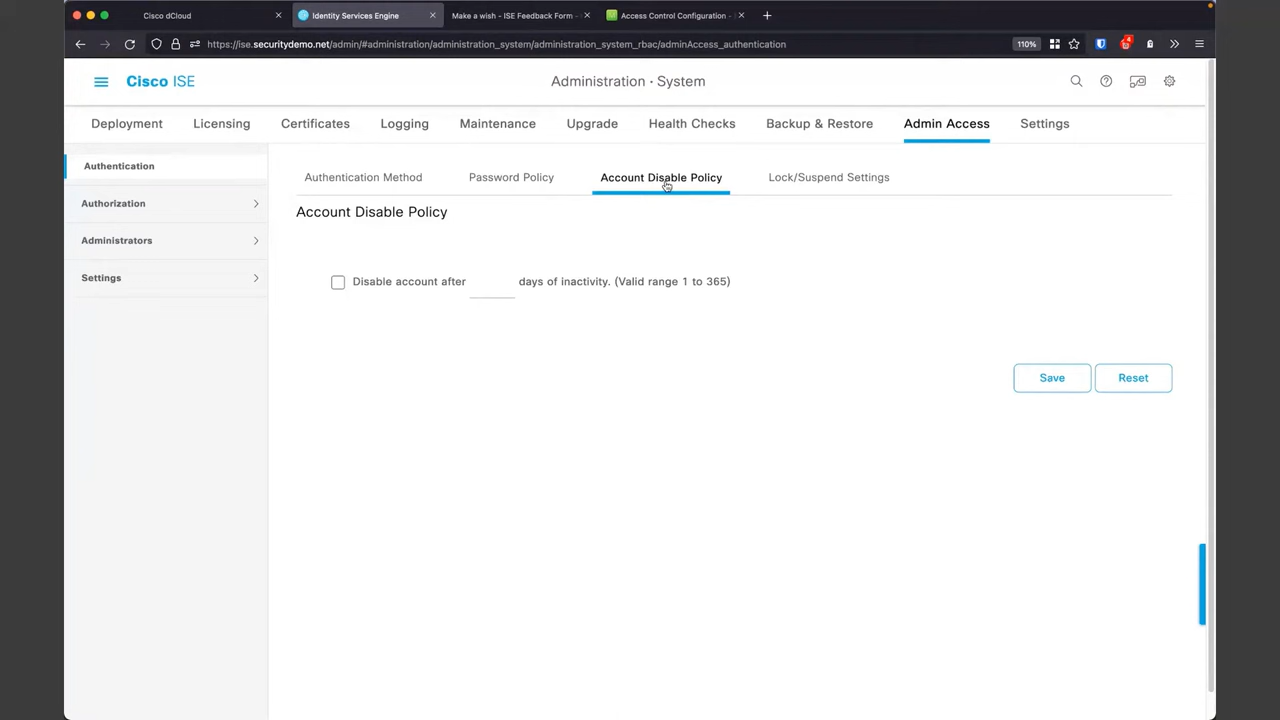 Cisco dCloud
Identity Services Engine
Make a wish - ISE Feedback Form -
Access Control Configuration -
https://ise.securitydemo.net/admin/#administration/administration_system/administration_system_rbac/adminAccess_authentication
110%
4
Cisco ISE
Administration · System
Deployment Licensing Certificates Logging Maintenance Upgrade Health Checks Backup & Restore Admin Access Settings
Authentication
Authorization
Administrators
Settings
Authentication Method Password Policy Account Disable Policy Lock/Suspend Settings
Account Disable Policy
Disable account after days of inactivity. (Valid range 1 to 365)
Save Reset